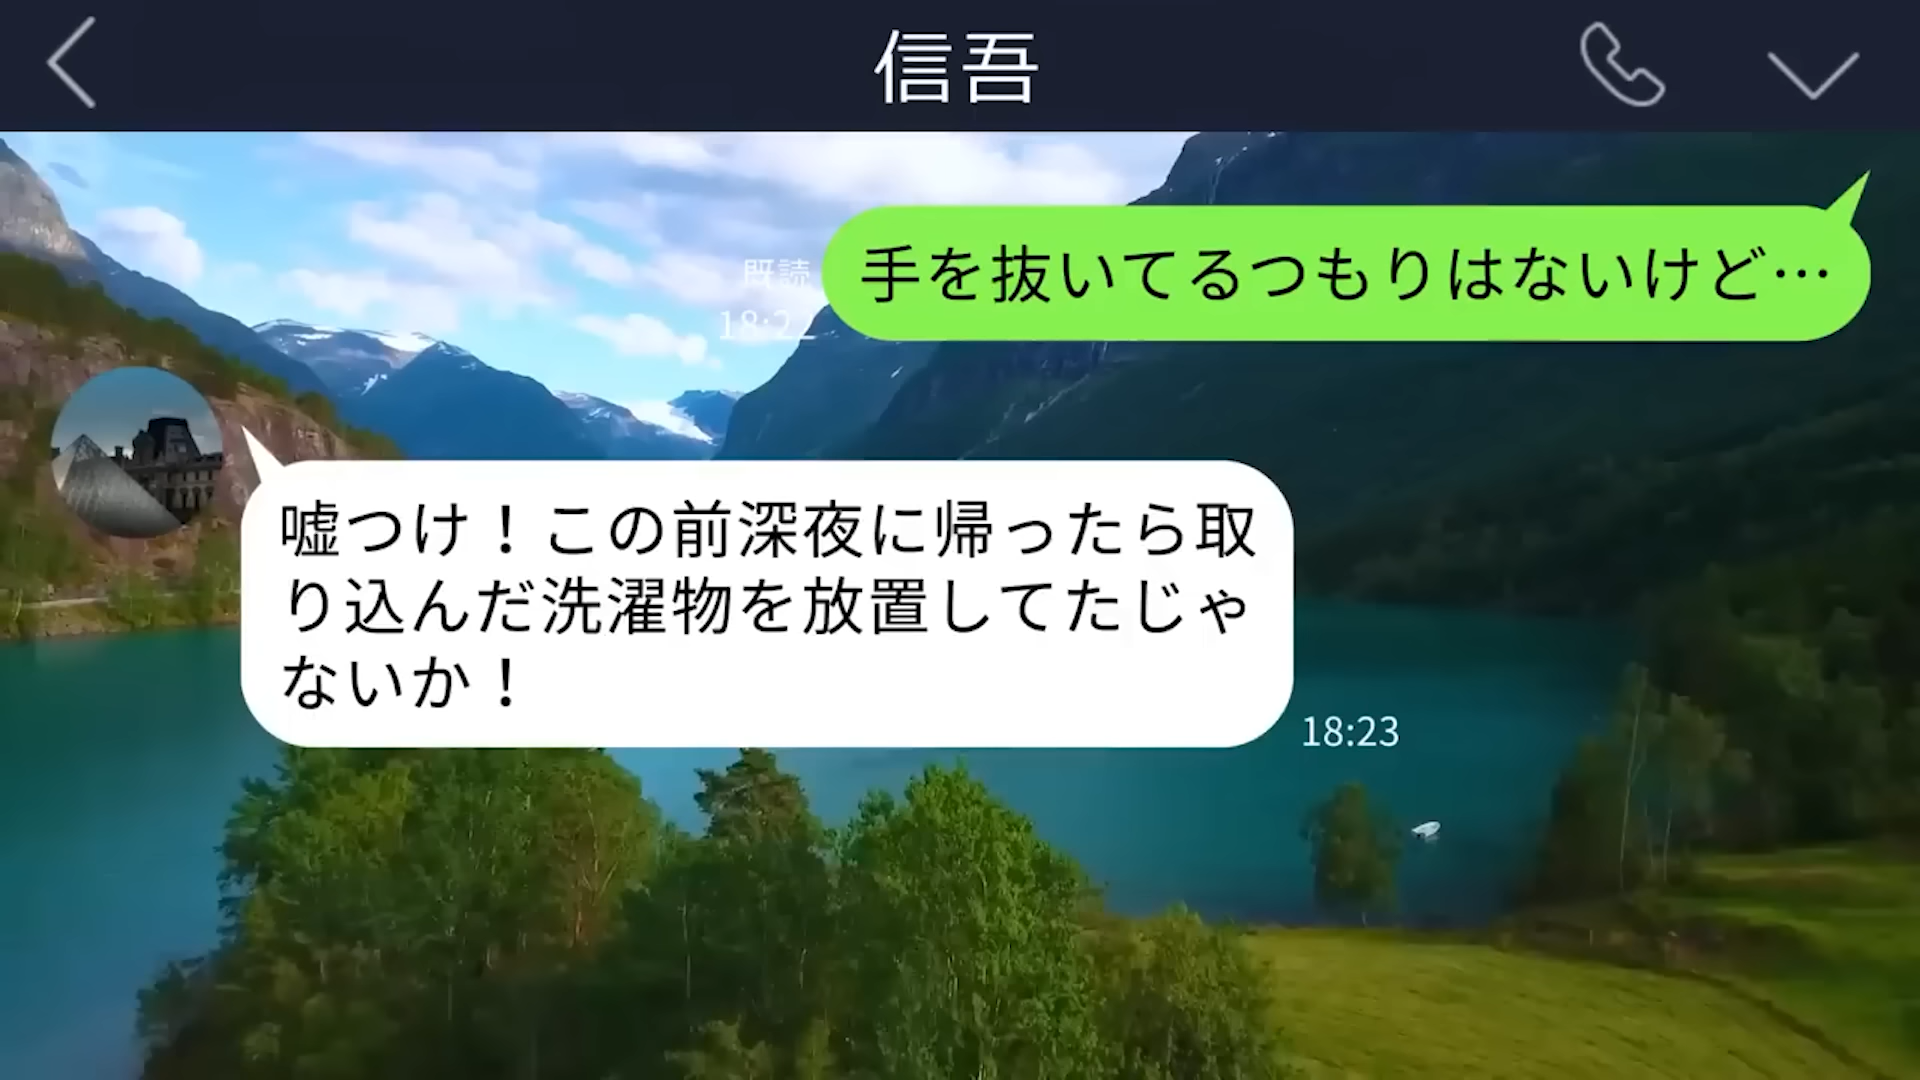 信吾
手を抜いてるつもりはないけど…
既読
18:22
嘘つけ！この前深夜に帰ったら取
り込んだ洗濯物を放置してたじゃ
ないか！
18:23